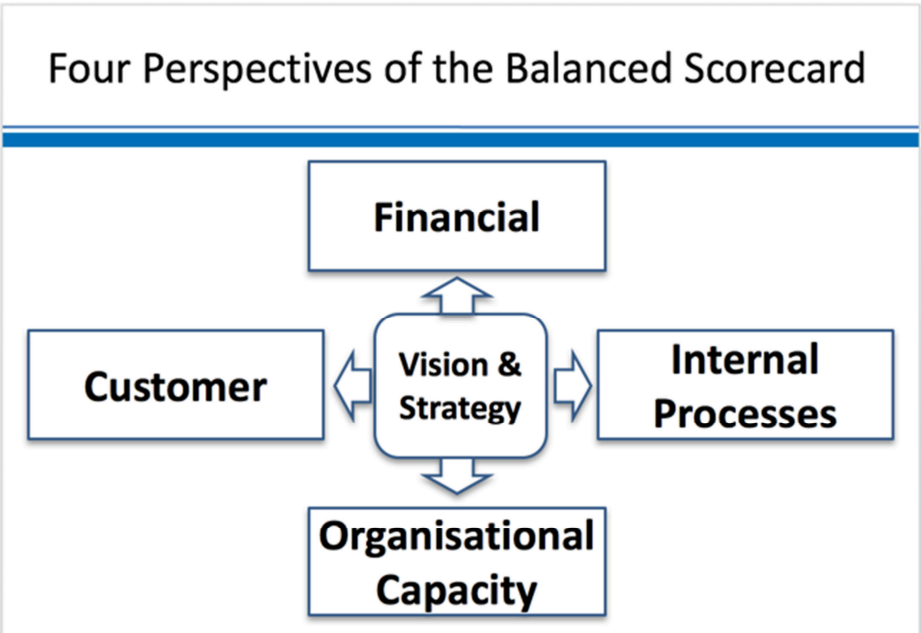 Four Perspectives of the Balanced Scorecard
Financial
Customer
Vision &
Strategy
Internal
Processes
Organisational
Capacity